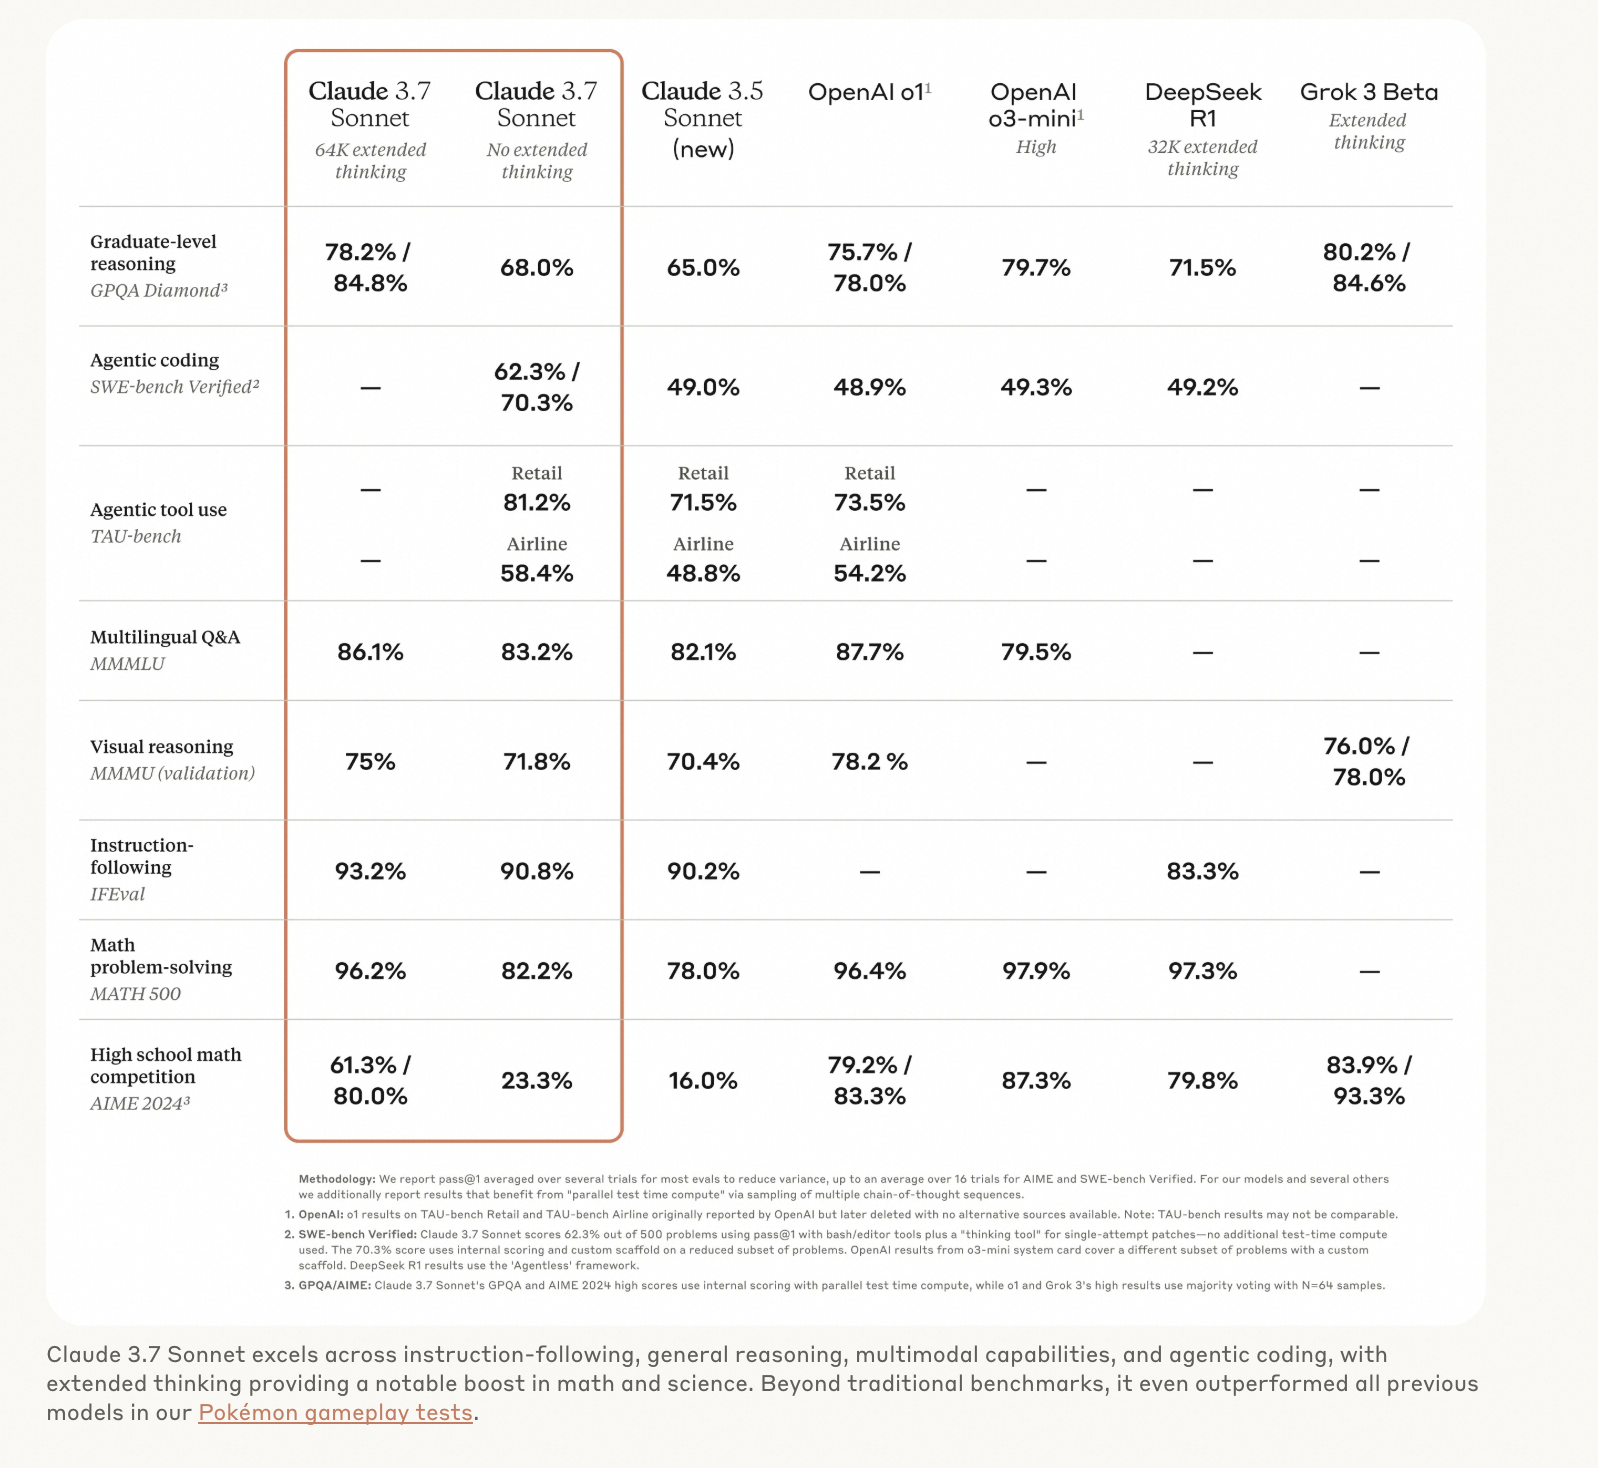 Claude 3.7 Sonnet
64K extended thinking
Claude 3.7 Sonnet
No extended thinking
Claude 3.5 Sonnet (new)
OpenAI o1¹
OpenAI o3-mini¹
High
DeepSeek R1
32K extended thinking
Grok 3 Beta
Extended thinking
Graduate-level reasoning
GPQA Diamond³
78.2% / 84.8%
68.0%
65.0%
75.7% / 78.0%
79.7%
71.5%
80.2% / 84.6%
Agentic coding
SWE-bench Verified²
—
62.3% / 70.3%
49.0%
48.9%
49.3%
49.2%
—
Agentic tool use
TAU-bench
—
Retail 81.2%
Retail 71.5%
Retail 73.5%
—
—
—
—
Airline 58.4%
Airline 48.8%
Airline 54.2%
—
—
—
Multilingual Q&A
MMMLU
86.1%
83.2%
82.1%
87.7%
79.5%
—
—
Visual reasoning
MMMU (validation)
75%
71.8%
70.4%
78.2 %
—
—
76.0% / 78.0%
Instruction-following
IFEval
93.2%
90.8%
90.2%
—
—
83.3%
—
Math problem-solving
MATH 500
96.2%
82.2%
78.0%
96.4%
97.9%
97.3%
—
High school math competition
AIME 2024³
61.3% / 80.0%
23.3%
16.0%
79.2% / 83.3%
87.3%
79.8%
83.9% / 93.3%
Methodology: We report pass@1 averaged over several trials for most evals to reduce variance, up to an average over 16 trials for AIME and SWE-bench Verified. For our models and several others
we additionally report results that benefit from "parallel test time compute" via sampling of multiple chain-of-thought sequences.
1. OpenAI: o1 results on TAU-bench Retail and TAU-bench Airline originally reported by OpenAI but later deleted with no alternative sources available. Note: TAU-bench results may not be comparable.
2. SWE-bench Verified: Claude 3.7 Sonnet scores 62.3% out of 500 problems using pass@1 with bash/editor tools plus a "thinking tool" for single-attempt patches—no additional test-time compute
used. The 70.3% score uses internal scoring and custom scaffold on a reduced subset of problems. OpenAI results from o3-mini system card cover a different subset of problems with a custom
scaffold. DeepSeek R1 results use the 'Agentless' framework.
3. GPQA/AIME: Claude 3.7 Sonnet's GPQA and AIME 2024 high scores use internal scoring with parallel test time compute, while o1 and Grok 3's high results use majority voting with N=64 samples.
Claude 3.7 Sonnet excels across instruction-following, general reasoning, multimodal capabilities, and agentic coding, with
extended thinking providing a notable boost in math and science. Beyond traditional benchmarks, it even outperformed all previous
models in our Pokémon gameplay tests.